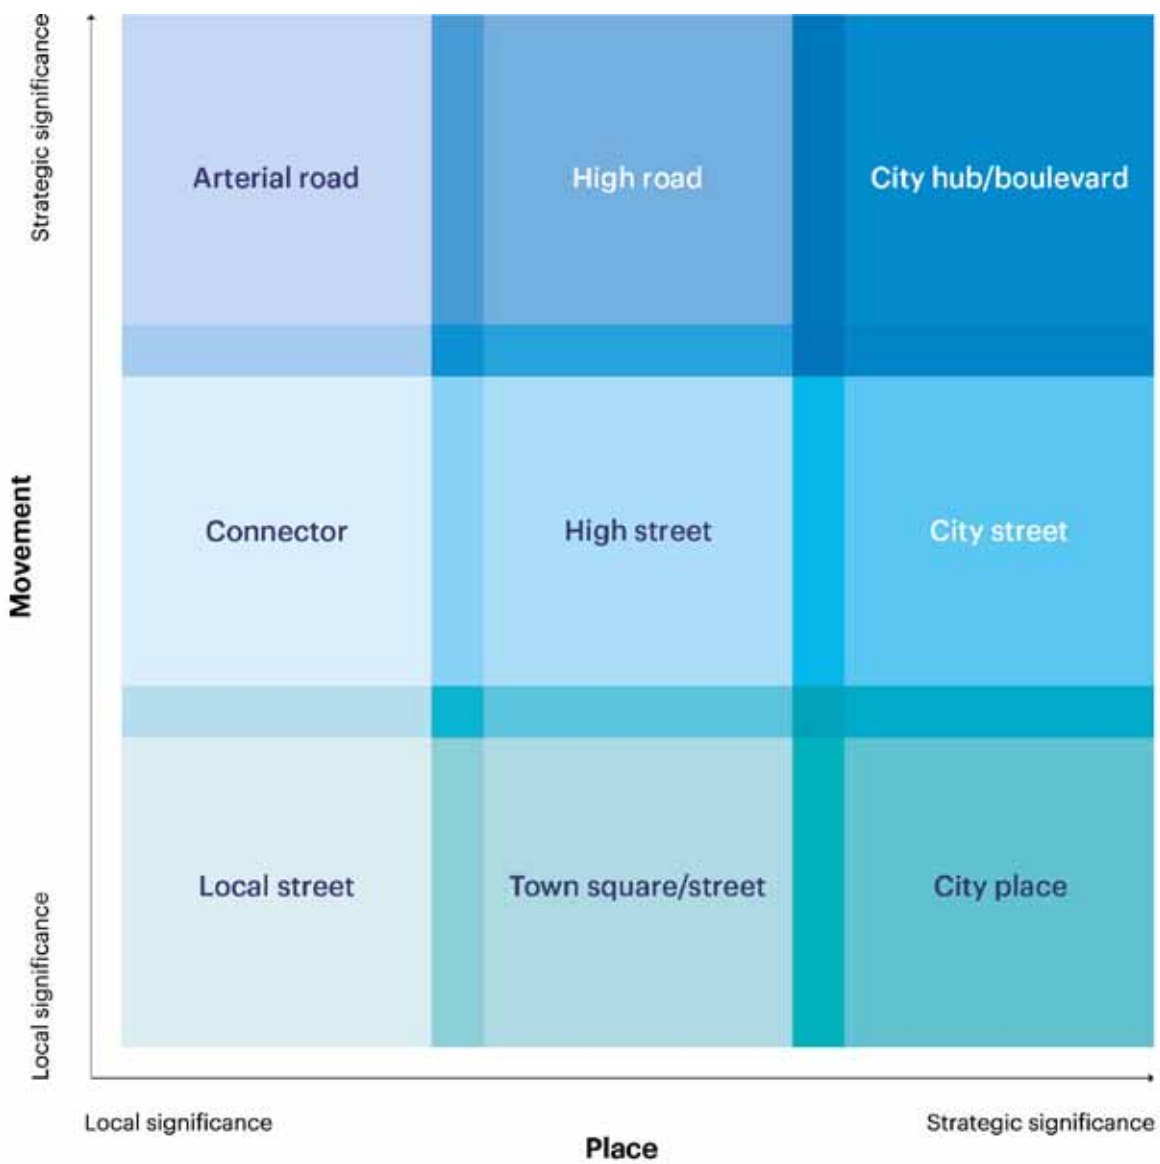 Strategic significance
Arterial road
High road
City hub/boulevard
Movement
Connector
High street
City street
Local significance
Local street
Town square/street
City place
Local significance
Strategic significance
Place